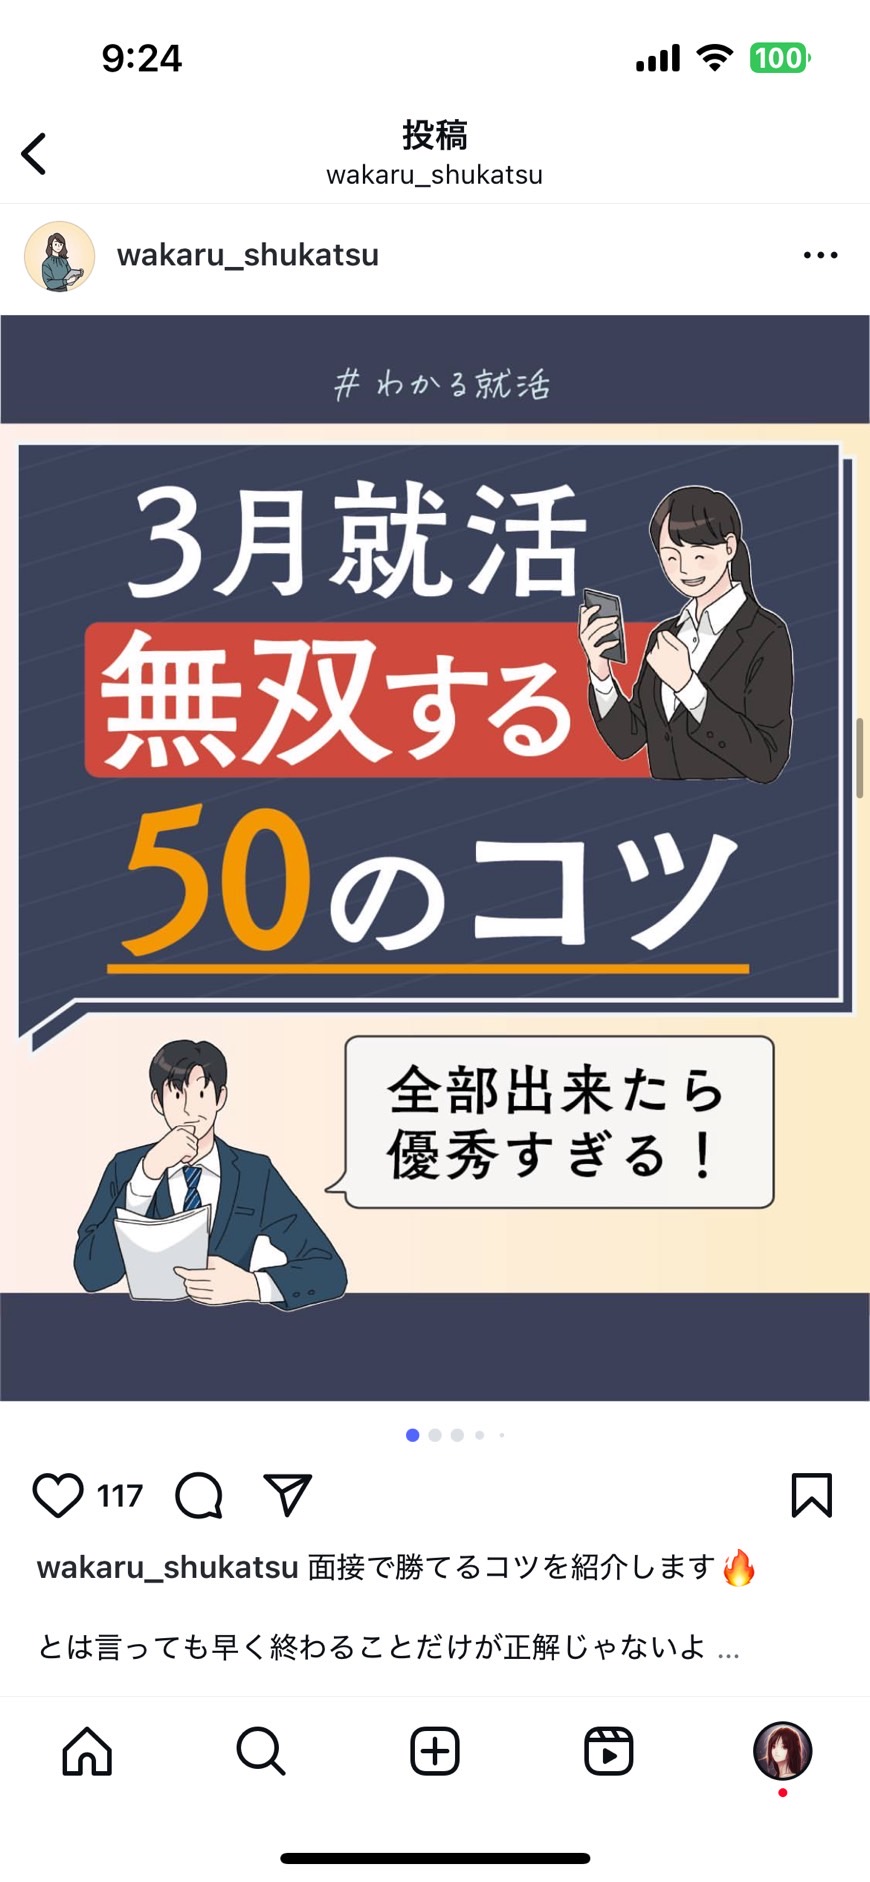 9:24
100
投稿
wakaru_shukatsu
wakaru_shukatsu
# わかる就活
3月就活
無双する
50のコツ
全部出来たら
優秀すぎる！
117
wakaru_shukatsu 面接で勝てるコツを紹介します🔥
とは言っても早く終わることだけが正解じゃないよ ...